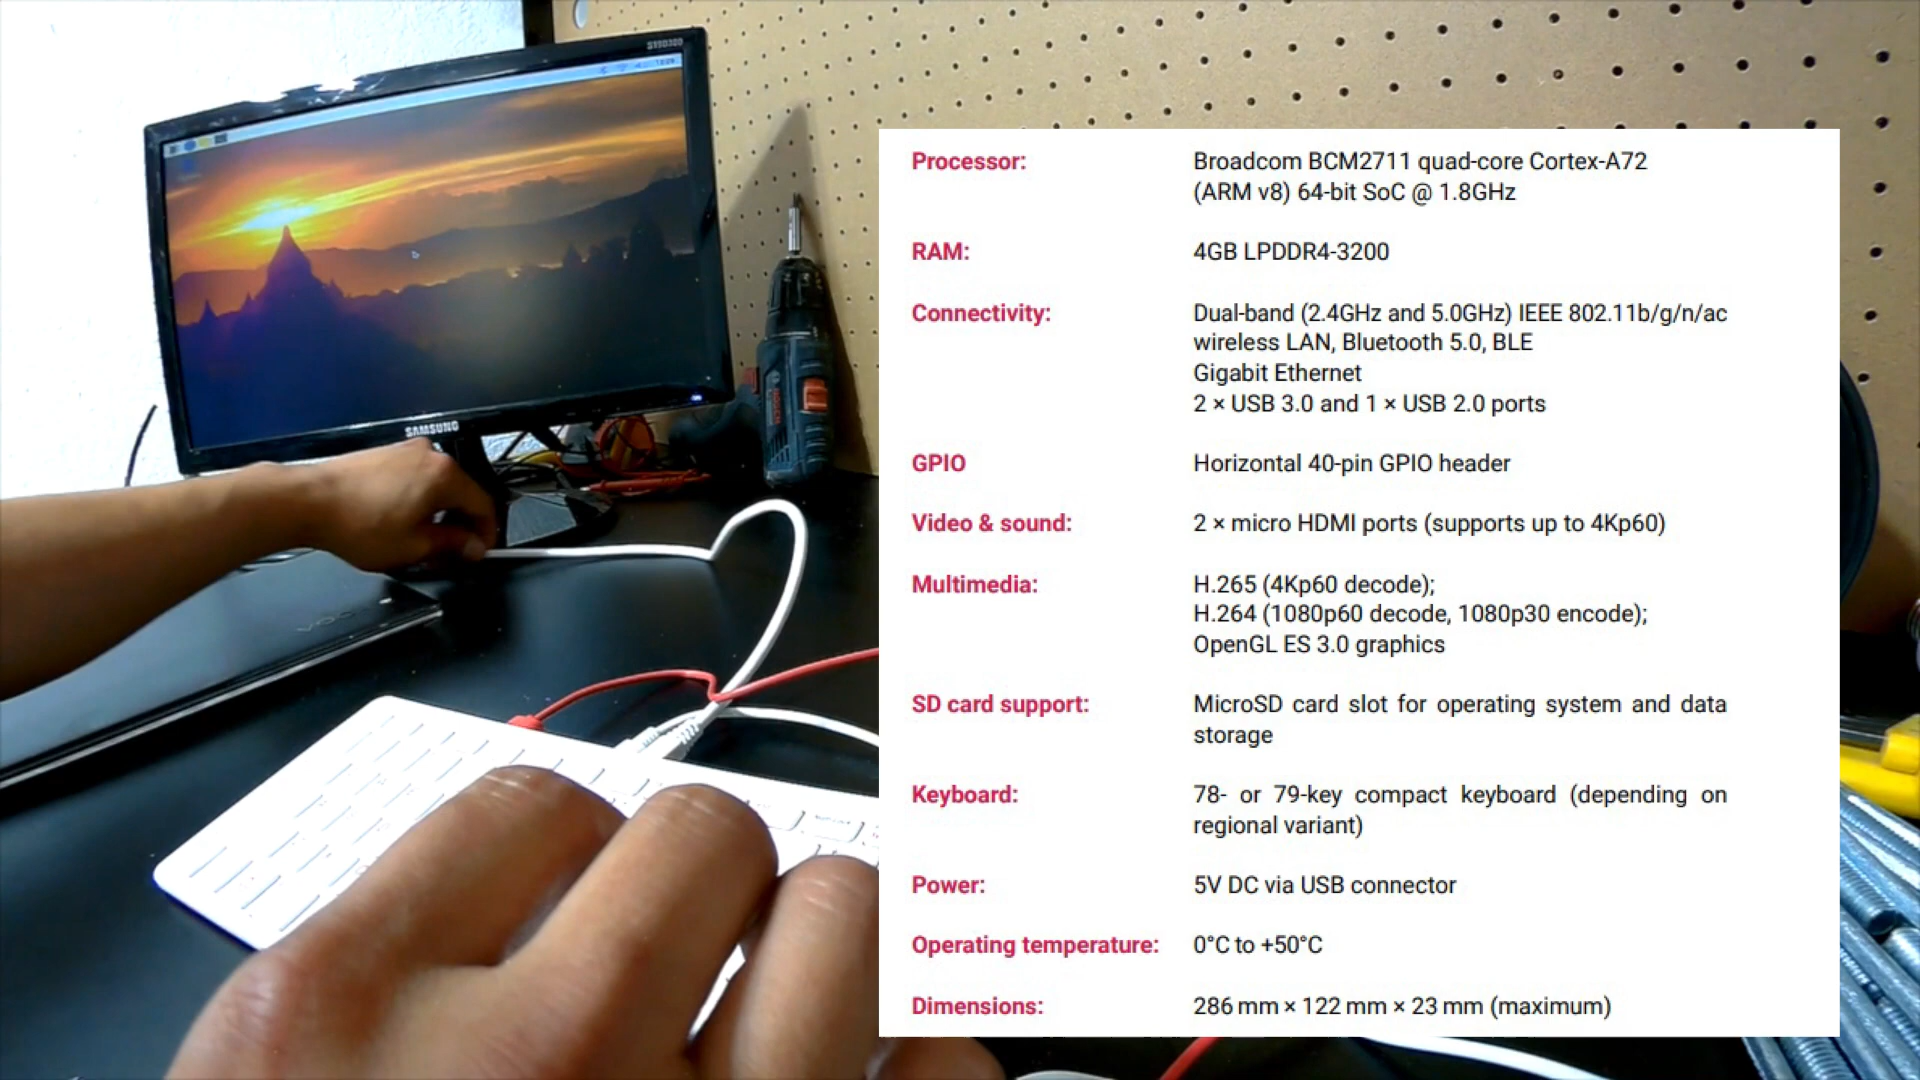 S19D300
SAMSUNG
BOSCH
VAIO
Processor: Broadcom BCM2711 quad-core Cortex-A72
(ARM v8) 64-bit SoC @ 1.8GHz
RAM: 4GB LPDDR4-3200
Connectivity: Dual-band (2.4GHz and 5.0GHz) IEEE 802.11b/g/n/ac
wireless LAN, Bluetooth 5.0, BLE
Gigabit Ethernet
2 × USB 3.0 and 1 × USB 2.0 ports
GPIO Horizontal 40-pin GPIO header
Video & sound: 2 × micro HDMI ports (supports up to 4Kp60)
Multimedia: H.265 (4Kp60 decode);
H.264 (1080p60 decode, 1080p30 encode);
OpenGL ES 3.0 graphics
SD card support: MicroSD card slot for operating system and data
storage
Keyboard: 78- or 79-key compact keyboard (depending on
regional variant)
Power: 5V DC via USB connector
Operating temperature: 0°C to +50°C
Dimensions: 286 mm × 122 mm × 23 mm (maximum)